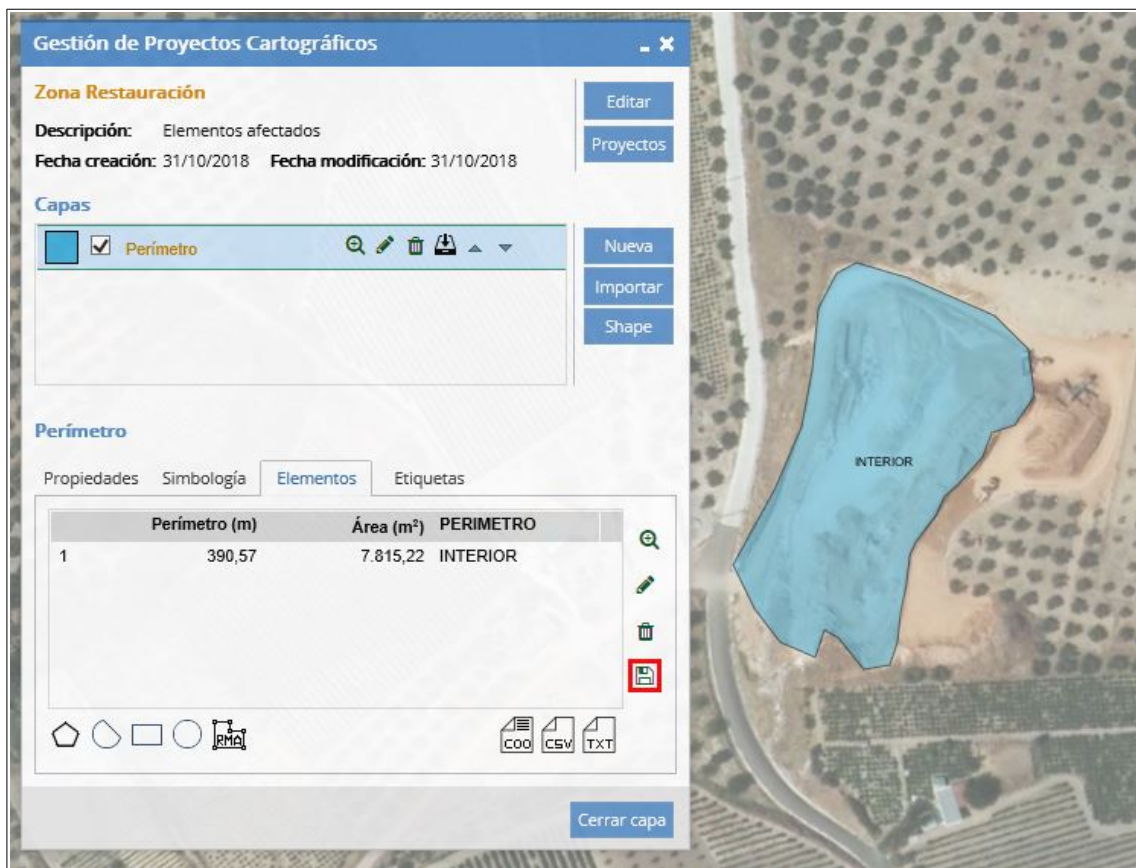 Gestión de Proyectos Cartográficos
Zona Restauración
Editar
Descripción: Elementos afectados
Proyectos
Fecha creación: 31/10/2018 Fecha modificación: 31/10/2018
Capas
Perímetro
Nueva
Importar
Shape
Perímetro
Propiedades Simbología Elementos Etiquetas
Perímetro (m) Área (m²) PERIMETRO
1 390,57 7.815,22 INTERIOR
RMA COO CSV TXT
Cerrar capa
INTERIOR